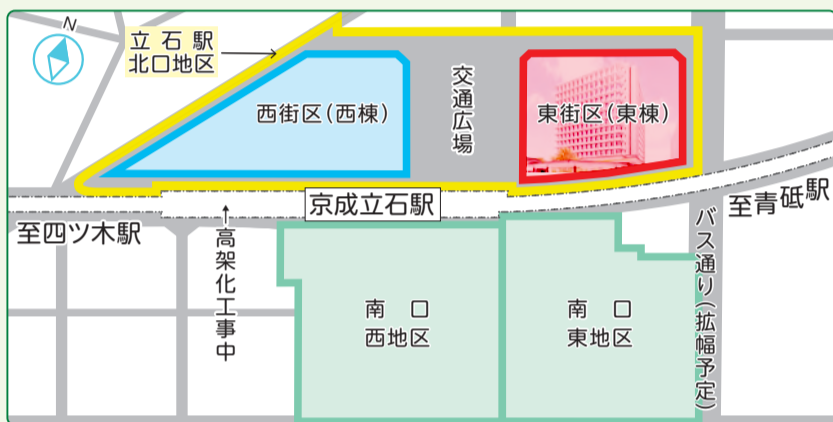 N
立石駅
北口地区
西街区(西棟)
交通広場
東街区(東棟)
京成立石駅
至青砥駅
至四ツ木駅
←高架化工事中
バス通り(拡幅予定)
南口
西地区
南口
東地区